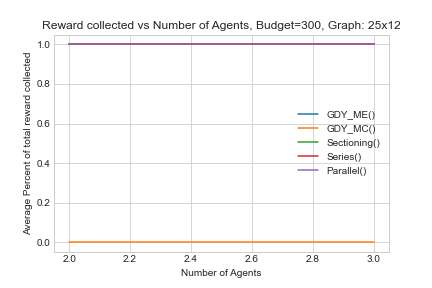 Reward collected vs Number of Agents, Budget=300, Graph: 25x12
Average Percent of total reward collected
1.0
0.8
0.6
0.4
0.2
0.0
GDY_ME()
GDY_MC()
Sectioning()
Series()
Parallel()
2.0 2.2 2.4 2.6 2.8 3.0
Number of Agents